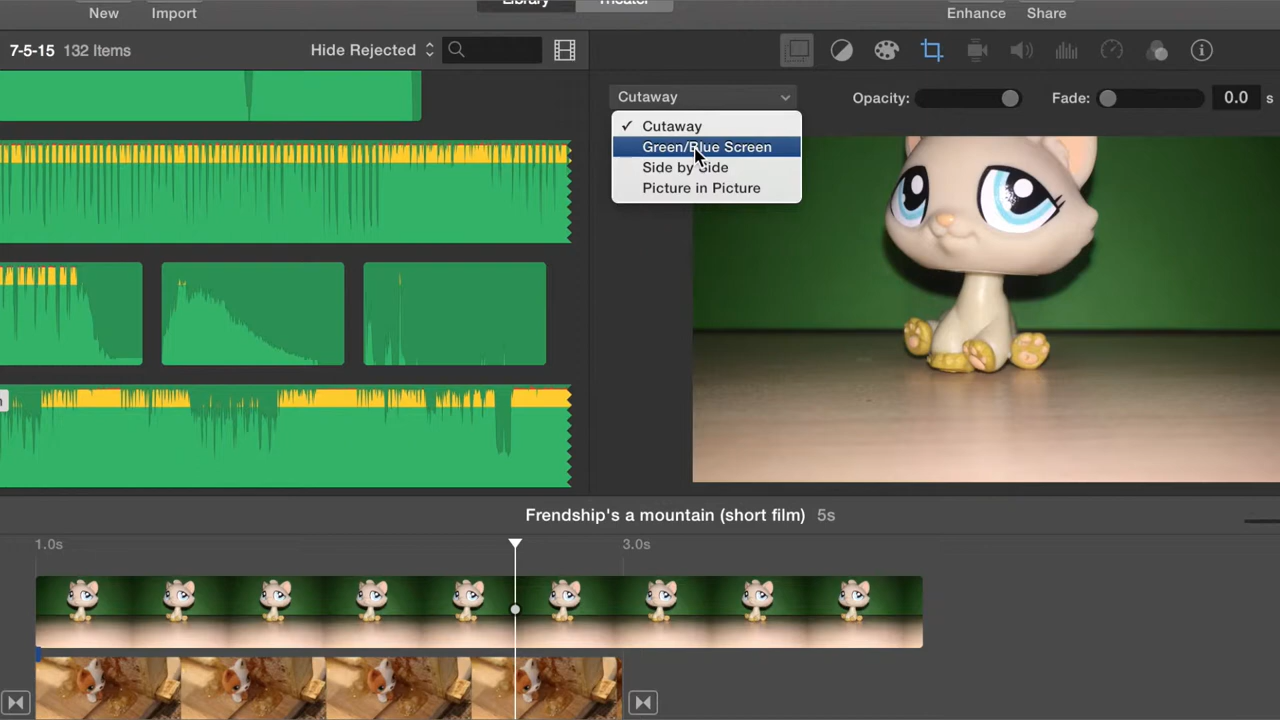 Library Theater
New Import Enhance Share
7-5-15 132 Items Hide Rejected
Cutaway Opacity: Fade: 0.0 s
✓ Cutaway
Green/Blue Screen
Side by Side
Picture in Picture
Frendship's a mountain (short film) 5s
1.0s 3.0s